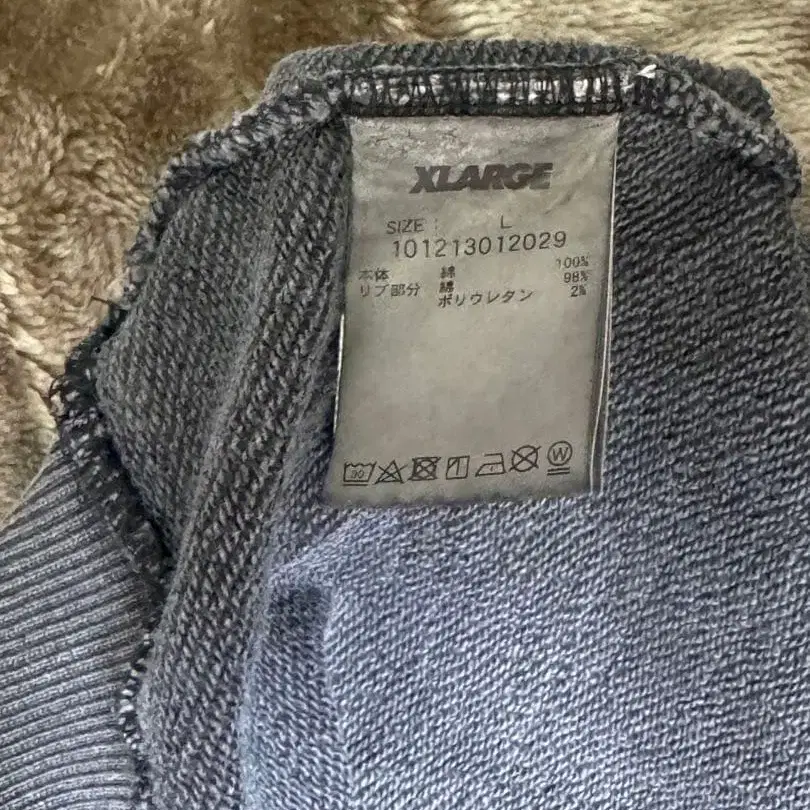 XLARGE
SIZE : L
101213012029
本体 綿 100%
リブ部分 綿 98%
ポリウレタン 2%
30
W